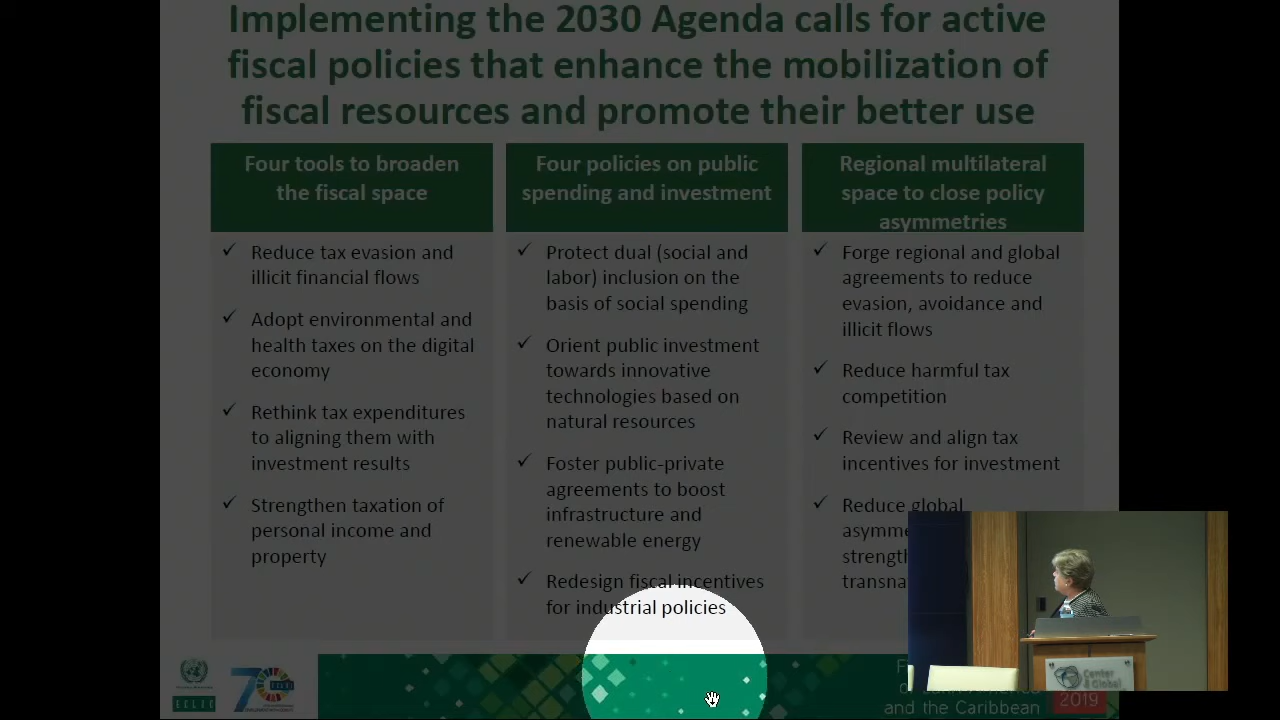 Implementing the 2030 Agenda calls for active
fiscal policies that enhance the mobilization of
fiscal resources and promote their better use
Four tools to broaden
the fiscal space
Reduce tax evasion and
illicit financial flows
Adopt environmental and
health taxes on the digital
economy
Rethink tax expenditures
to aligning them with
investment results
Strengthen taxation of
personal income and
property
Four policies on public
spending and investment
Protect dual (social and
labor) inclusion on the
basis of social spending
Orient public investment
towards innovative
technologies based on
natural resources
Foster public-private
agreements to boost
infrastructure and
renewable energy
Redesign fiscal incentives
for industrial policies
Regional multilateral
space to close policy
asymmetries
Forge regional and global
agreements to reduce
evasion, avoidance and
illicit flows
Reduce harmful tax
competition
Review and align tax
incentives for investment
Reduce global
70
ECLAC
and the Caribbean
2019
Center
Global